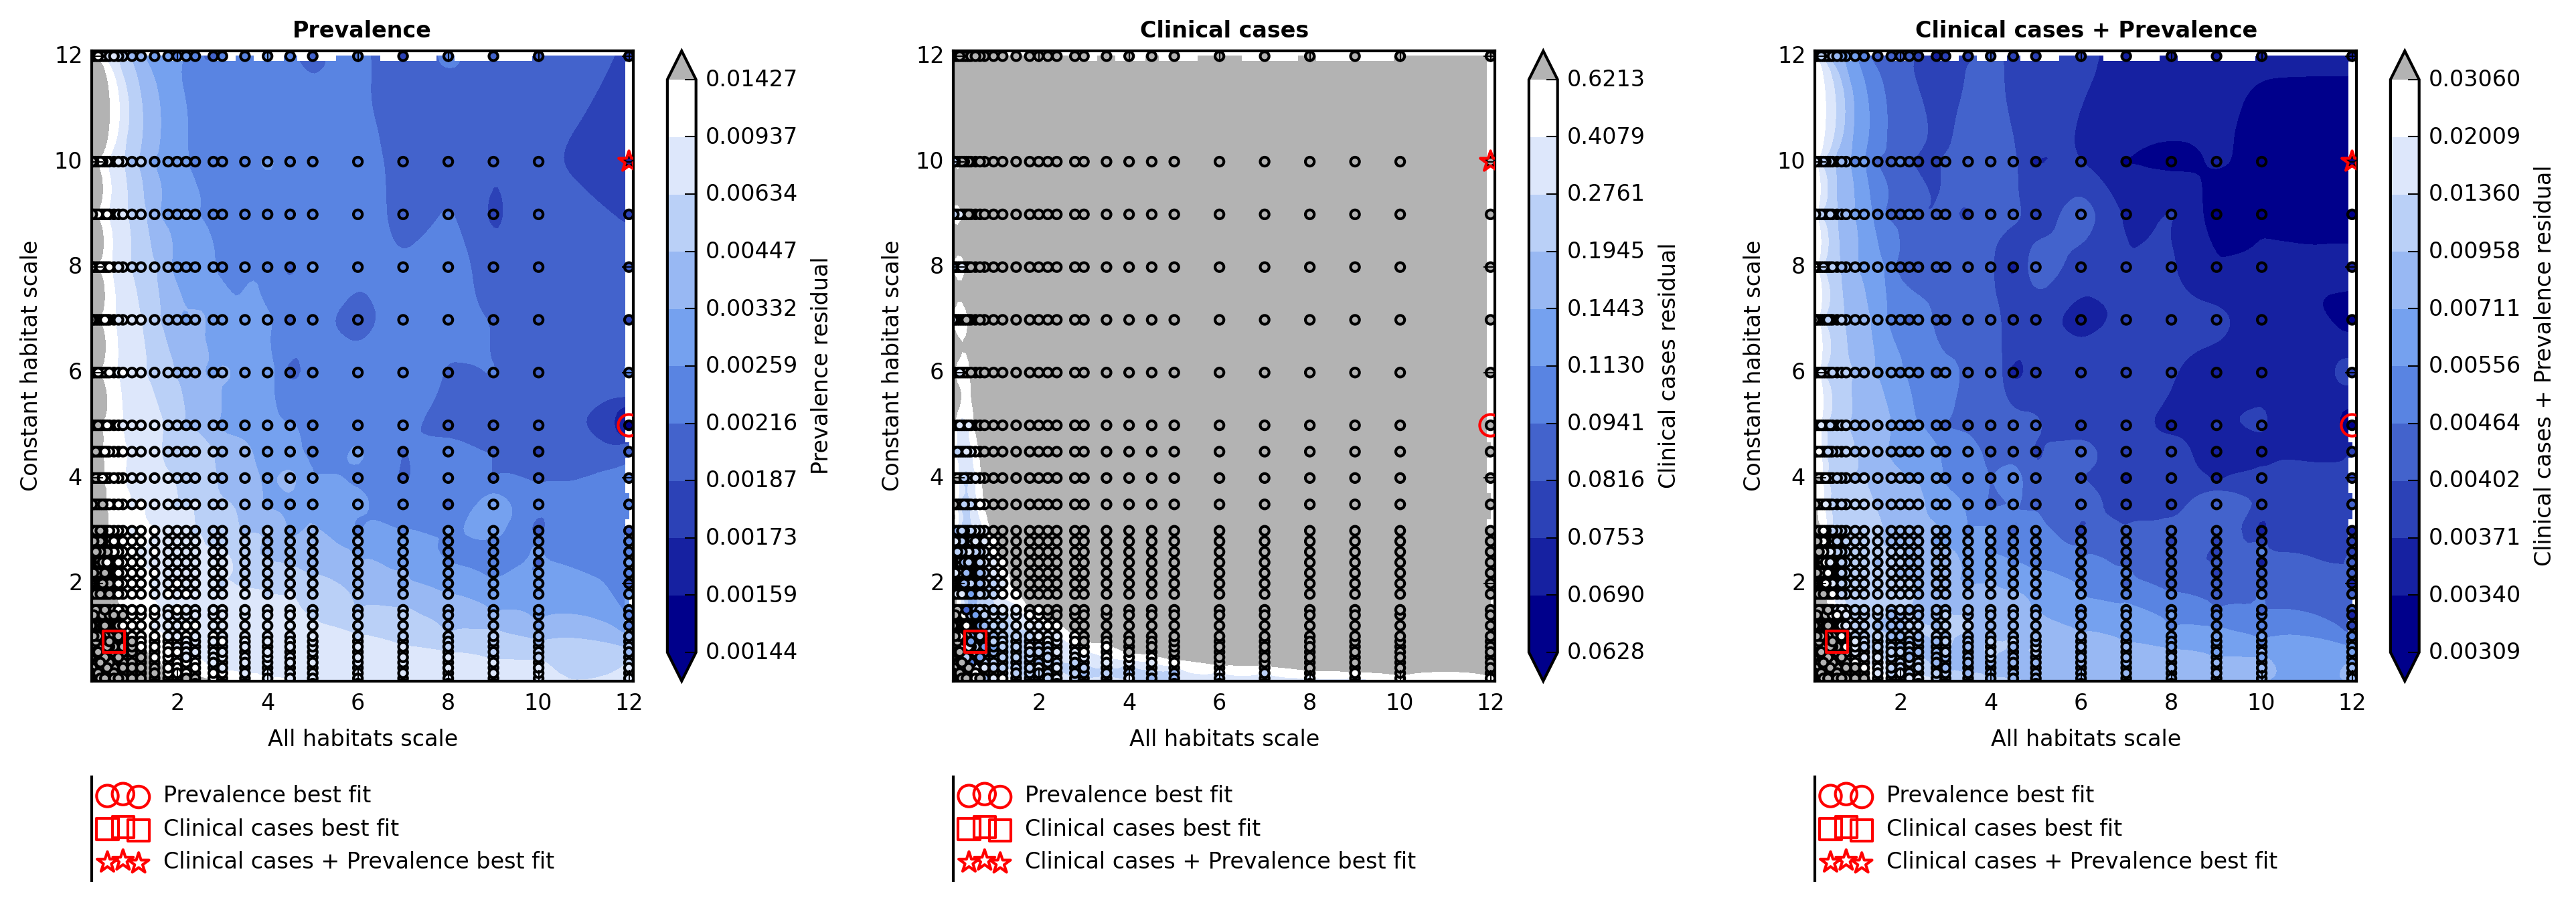 Prevalence
Clinical cases
Clinical cases + Prevalence
Constant habitat scale
12
10
8
6
4
2
2 4 6 8 10 12
All habitats scale
0.01427
0.00937
0.00634
0.00447
0.00332
0.00259
0.00216
0.00187
0.00173
0.00159
0.00144
Prevalence residual
Prevalence best fit
Clinical cases best fit
Clinical cases + Prevalence best fit
Constant habitat scale
12
10
8
6
4
2
2 4 6 8 10 12
All habitats scale
0.6213
0.4079
0.2761
0.1945
0.1443
0.1130
0.0941
0.0816
0.0753
0.0690
0.0628
Clinical cases residual
Prevalence best fit
Clinical cases best fit
Clinical cases + Prevalence best fit
Constant habitat scale
12
10
8
6
4
2
2 4 6 8 10 12
All habitats scale
0.03060
0.02009
0.01360
0.00958
0.00711
0.00556
0.00464
0.00402
0.00371
0.00340
0.00309
Clinical cases + Prevalence residual
Prevalence best fit
Clinical cases best fit
Clinical cases + Prevalence best fit